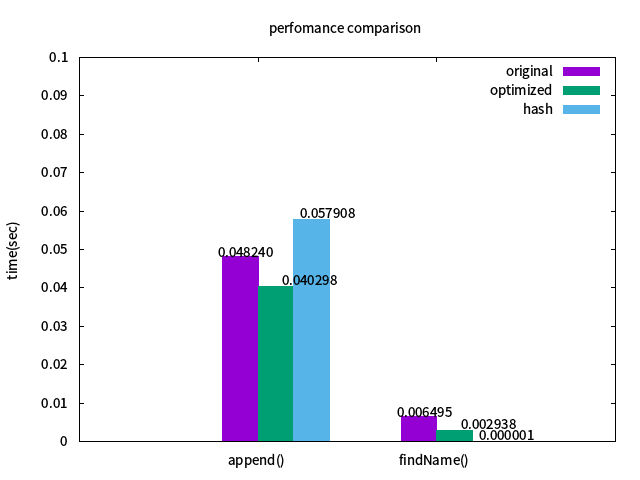 perfomance comparison
original
optimized
hash
time(sec)
0.1
0.09
0.08
0.07
0.06
0.05
0.04
0.03
0.02
0.01
0
0.048240
0.040298
0.057908
0.006495
0.002938
0.000001
append()
findName()